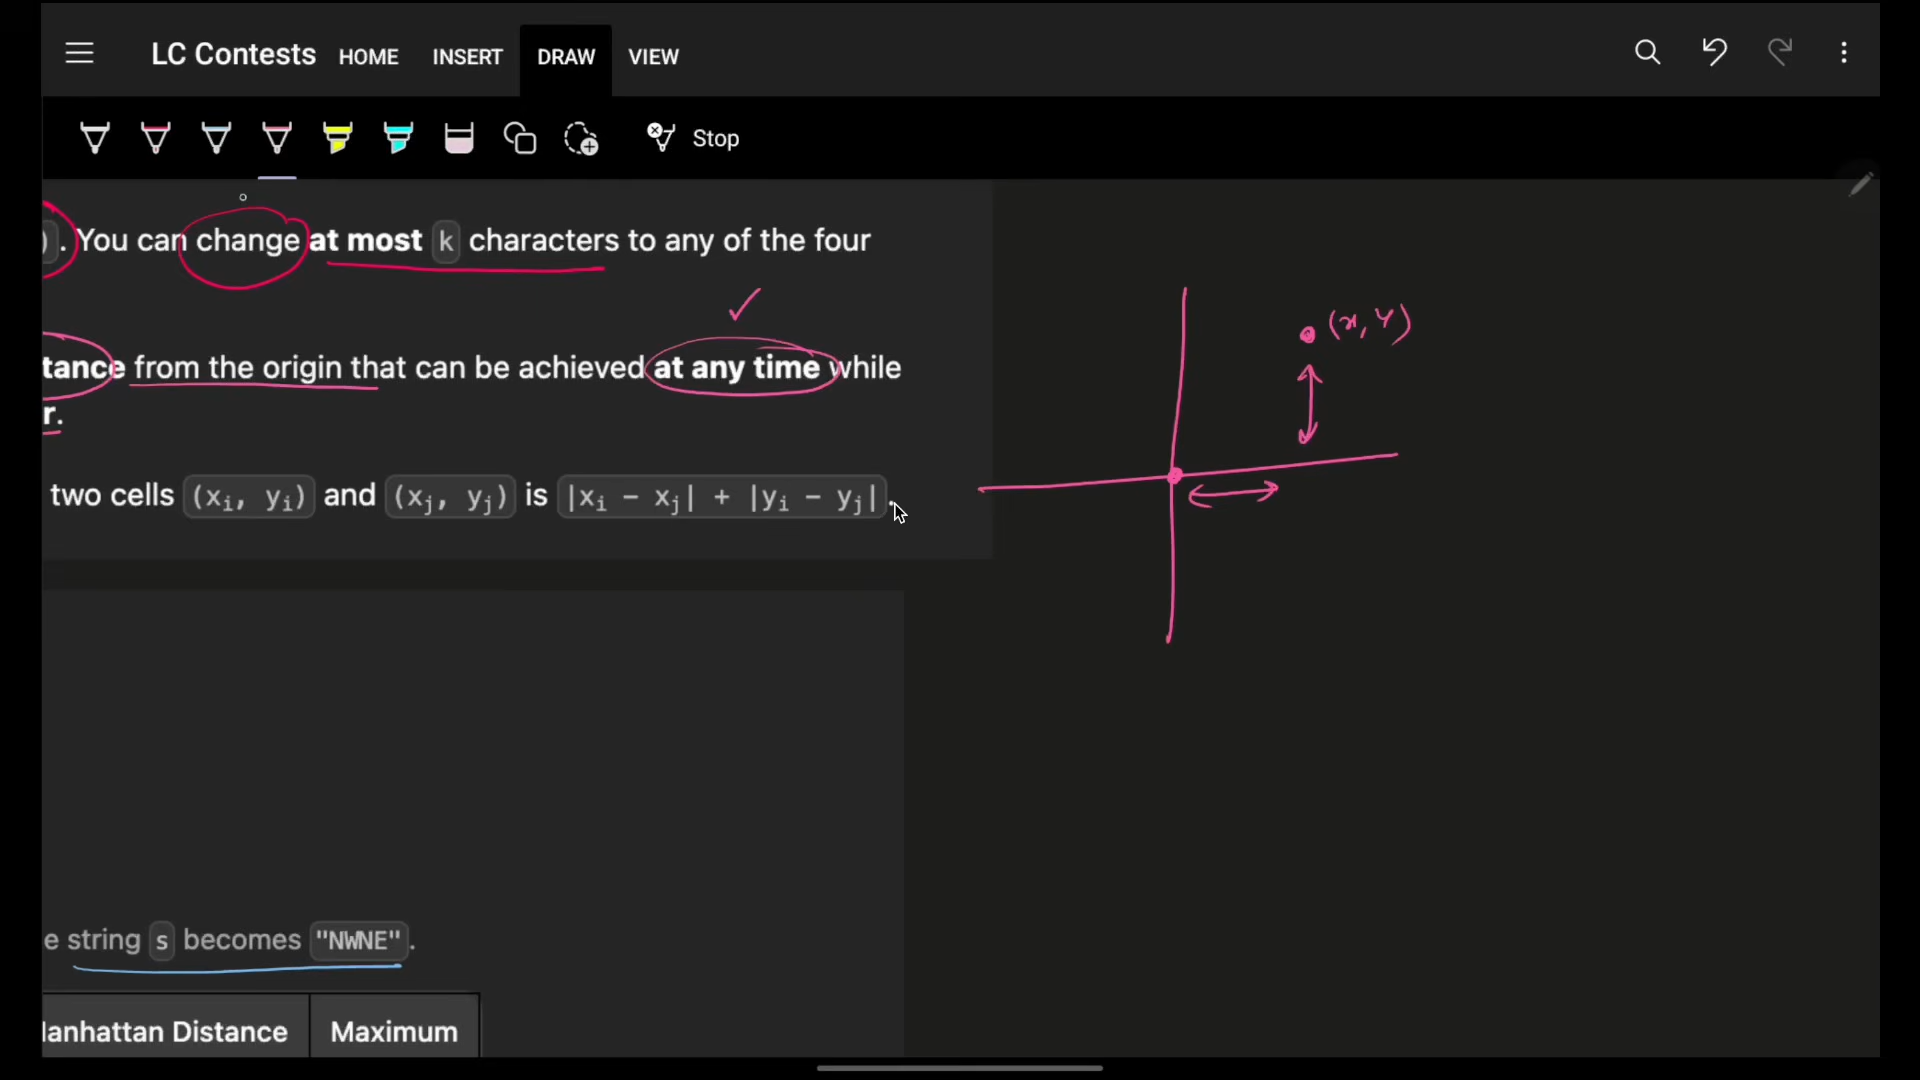 LC Contests HOME INSERT DRAW VIEW
Stop
). You can change at most k characters to any of the four
(x, y)
tance from the origin that can be achieved at any time while
r.
two cells (xi, yi) and (xj, yj) is |xi − xj| + |yi − yj|.
e string s becomes "NWNE".
anhattan Distance Maximum